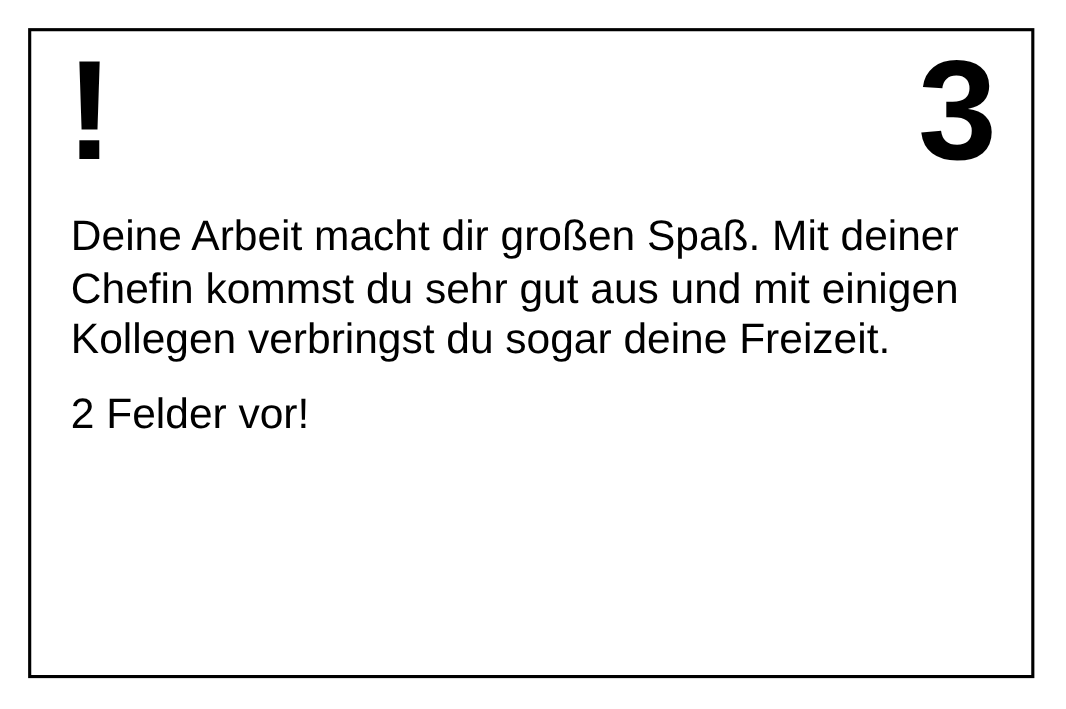 ! 3
Deine Arbeit macht dir großen Spaß. Mit deiner
Chefin kommst du sehr gut aus und mit einigen
Kollegen verbringst du sogar deine Freizeit.
2 Felder vor!